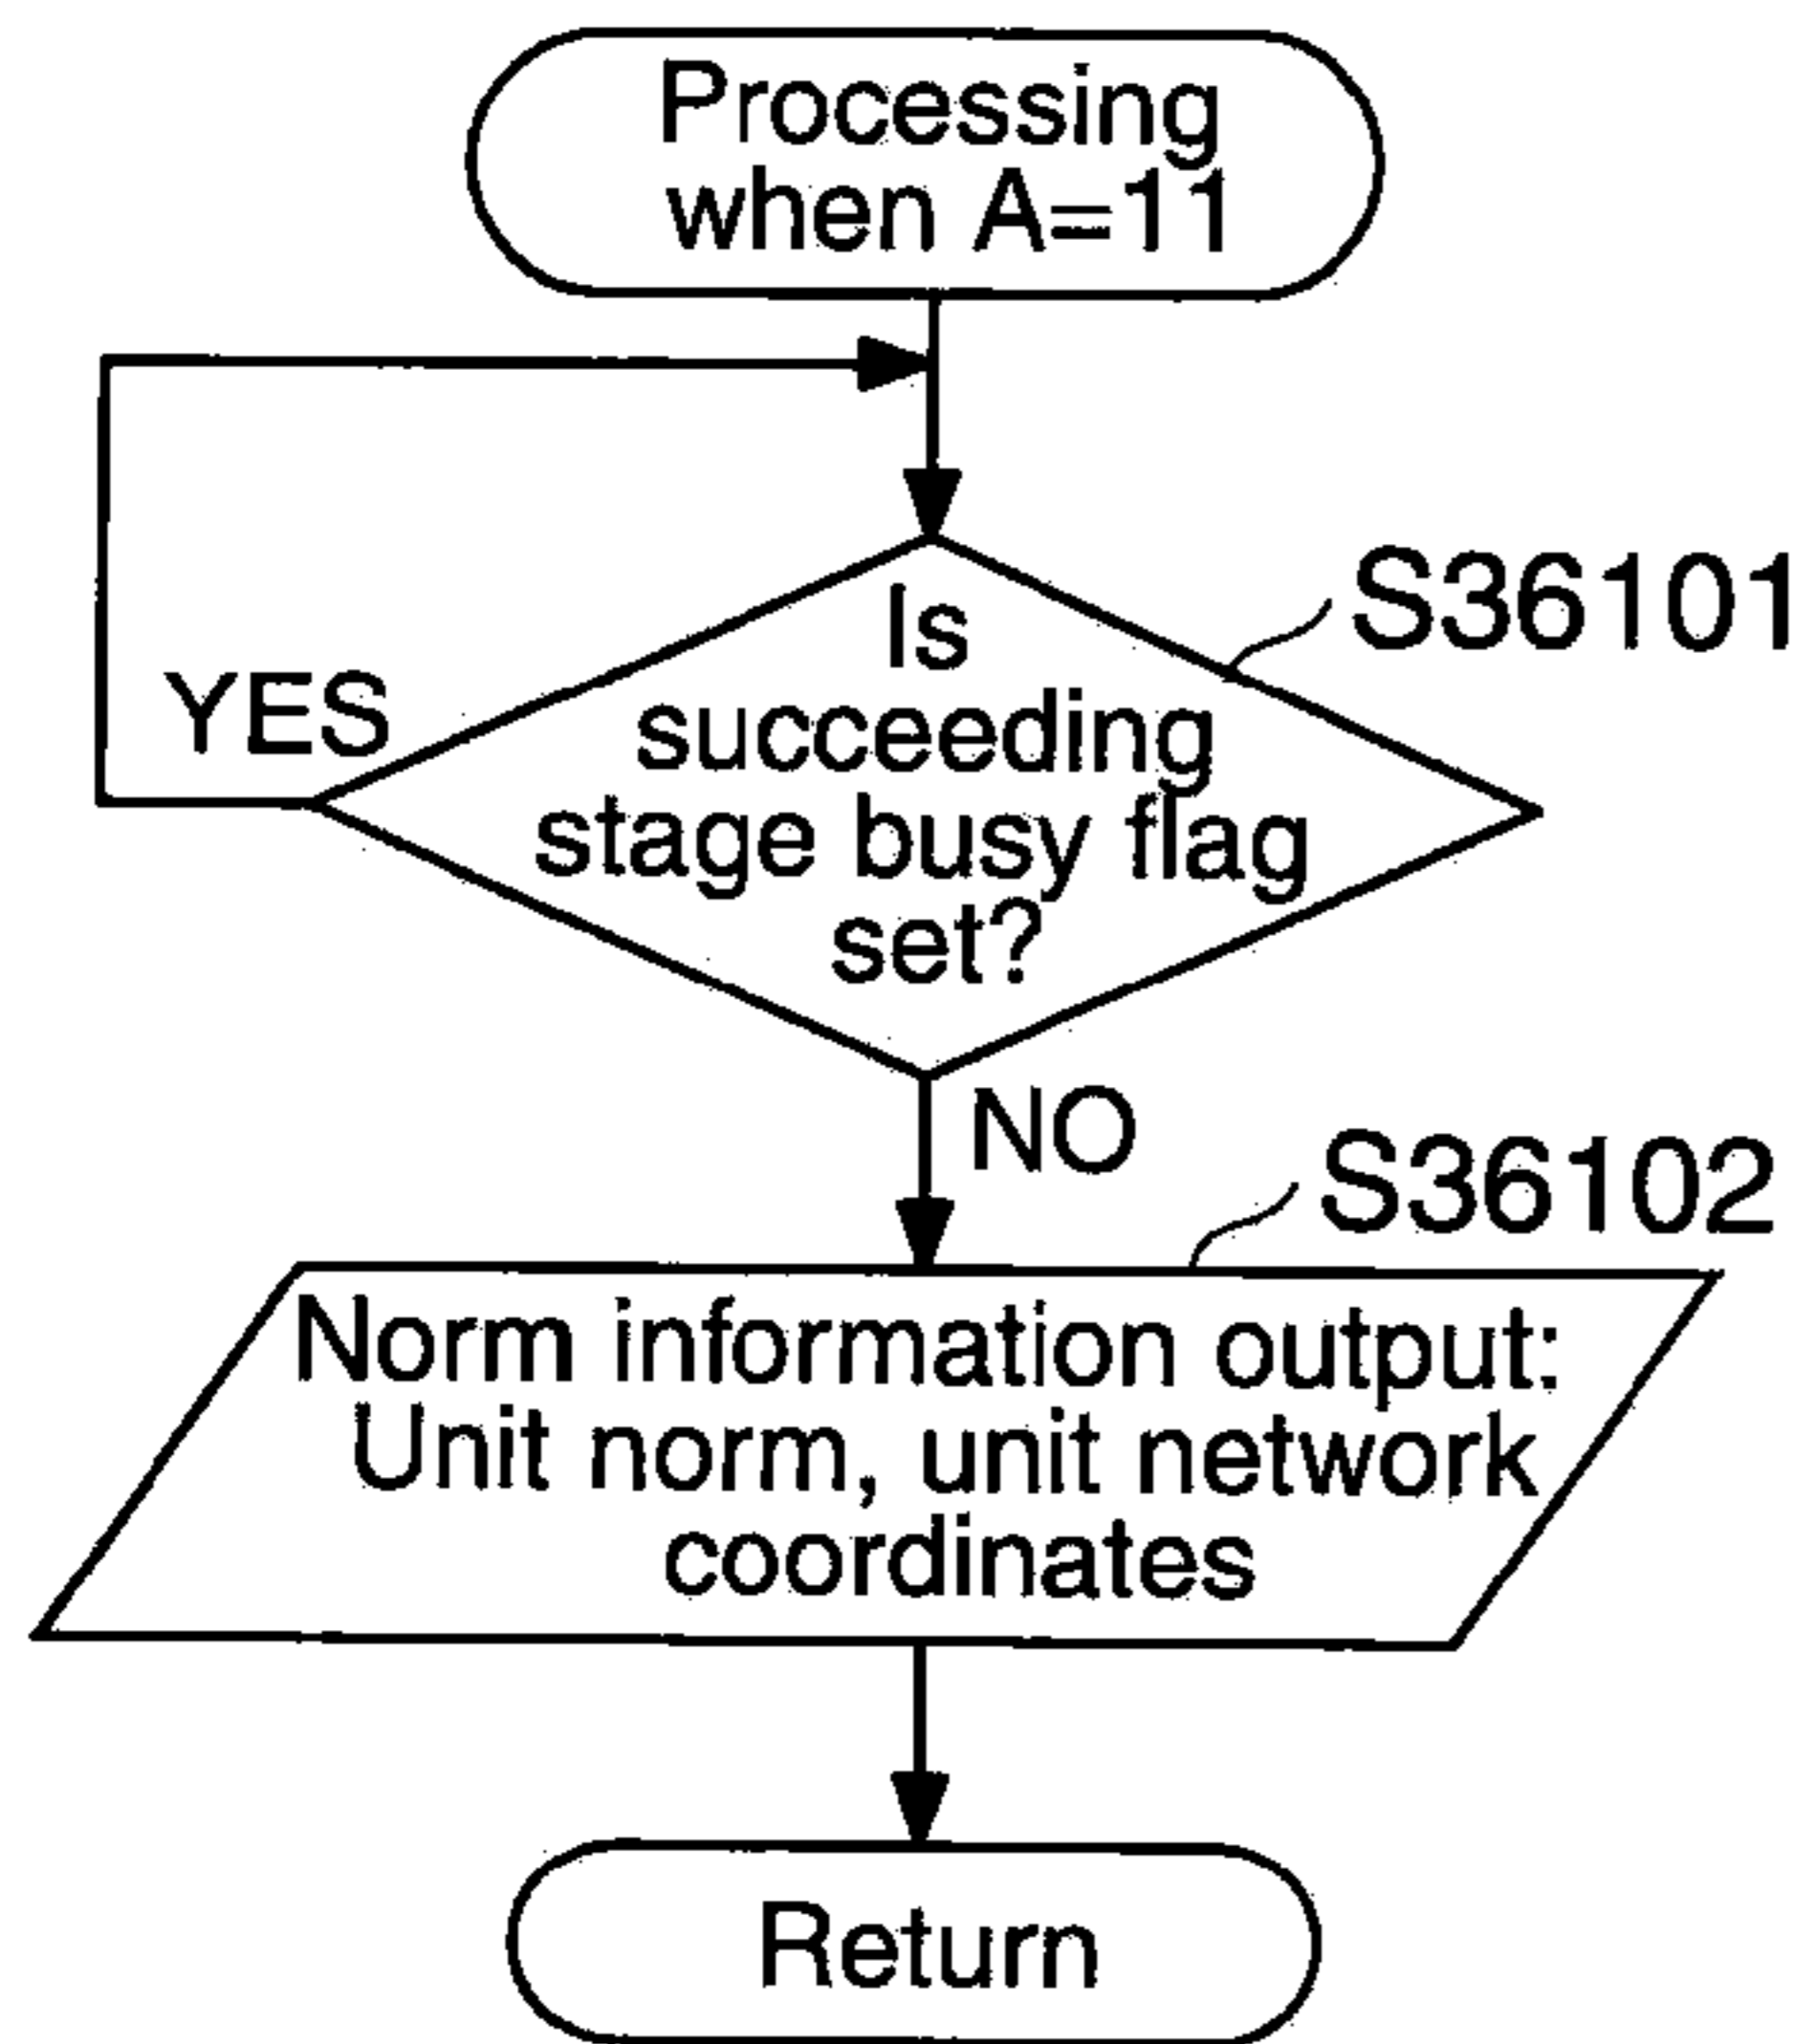 Processing
when A=11
S36101
Is
succeeding
stage busy flag
set?
YES
NO
S36102
Norm information output:
Unit norm, unit network
coordinates
Return